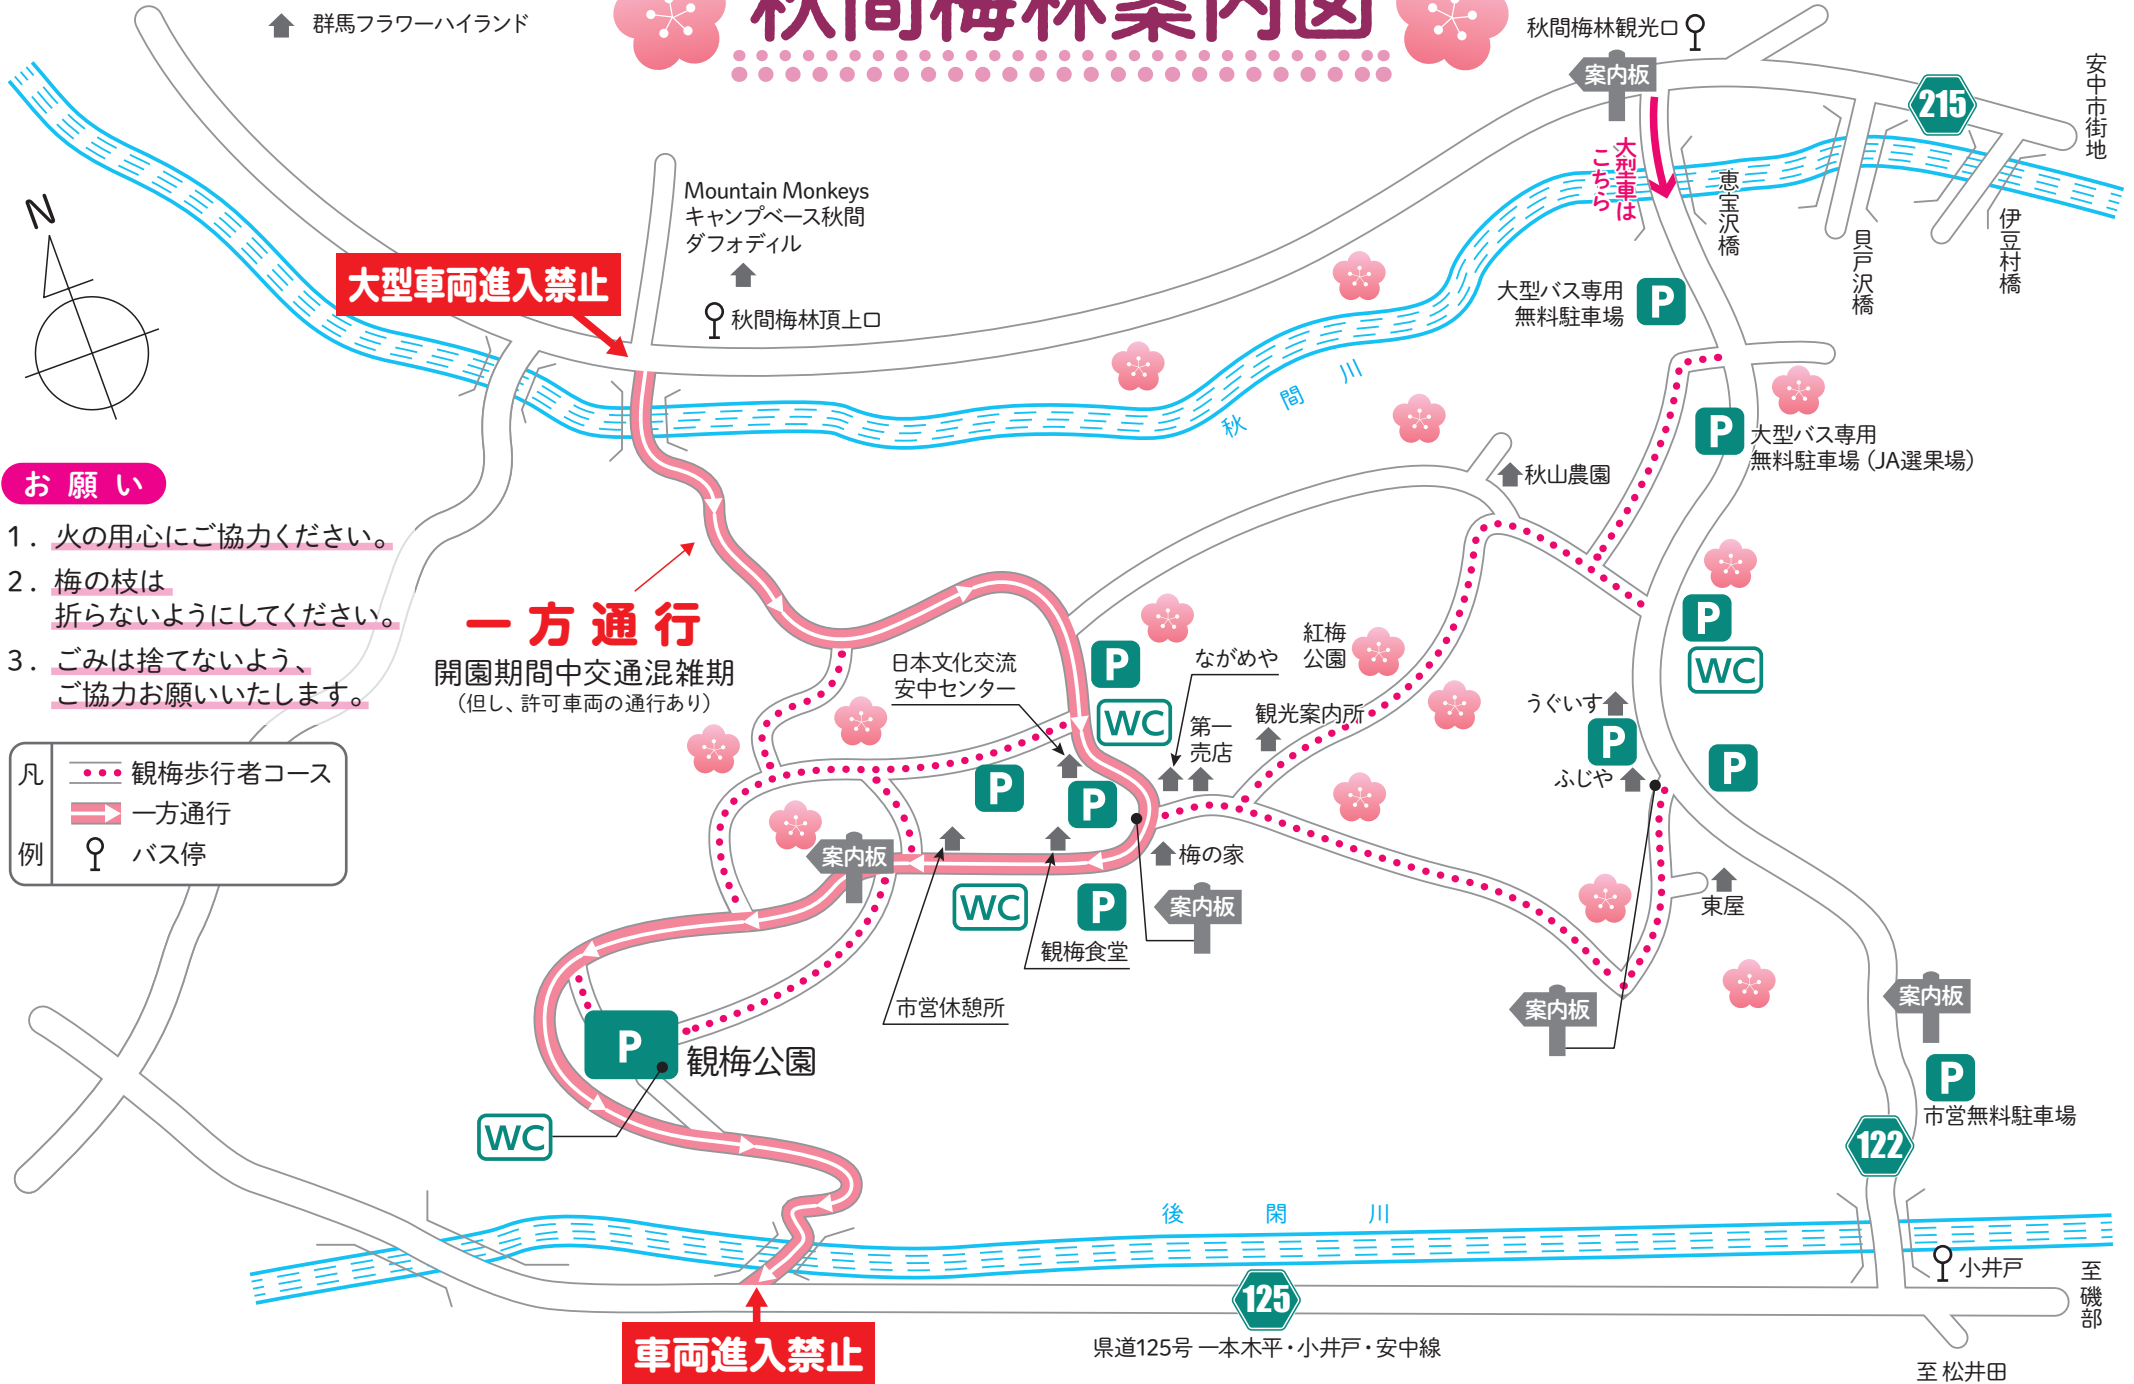 秋間梅林案内図
群馬フラワーハイランド
秋間梅林観光口
案内板
215
安中市街地
大型車は
こちら
恵宝沢橋
貝戸沢橋
伊豆村橋
N
Mountain Monkeys
キャンプベース秋間
ダフォディル
大型車両進入禁止
秋間梅林頂上口
大型バス専用
無料駐車場
P
秋間川
P
大型バス専用
無料駐車場（JA選果場）
秋山農園
お願い
1. 火の用心にご協力ください。
2. 梅の枝は
折らないようにしてください。
3. ごみは捨てないよう、
ご協力お願いいたします。
一方通行
開園期間中交通混雑期
（但し、許可車両の通行あり）
日本文化交流
安中センター
P
WC
ながめや
第一
売店
紅梅
公園
観光案内所
P
WC
うぐいす
P
ふじや
P
凡例
観梅歩行者コース
一方通行
バス停
P
P
案内板
梅の家
案内板
WC
P
観梅食堂
市営休憩所
東屋
案内板
案内板
P
市営無料駐車場
P
観梅公園
WC
122
後閑川
小井戸
至磯部
125
県道125号 一本木平・小井戸・安中線
車両進入禁止
至 松井田